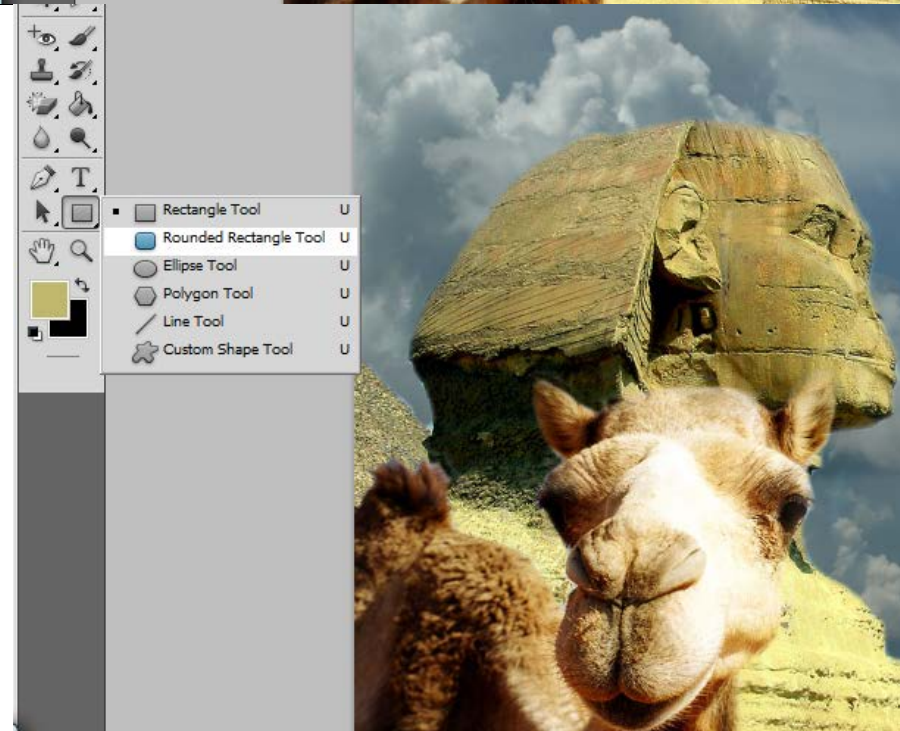 T
Rectangle Tool U
Rounded Rectangle Tool U
Ellipse Tool U
Polygon Tool U
Line Tool U
Custom Shape Tool U